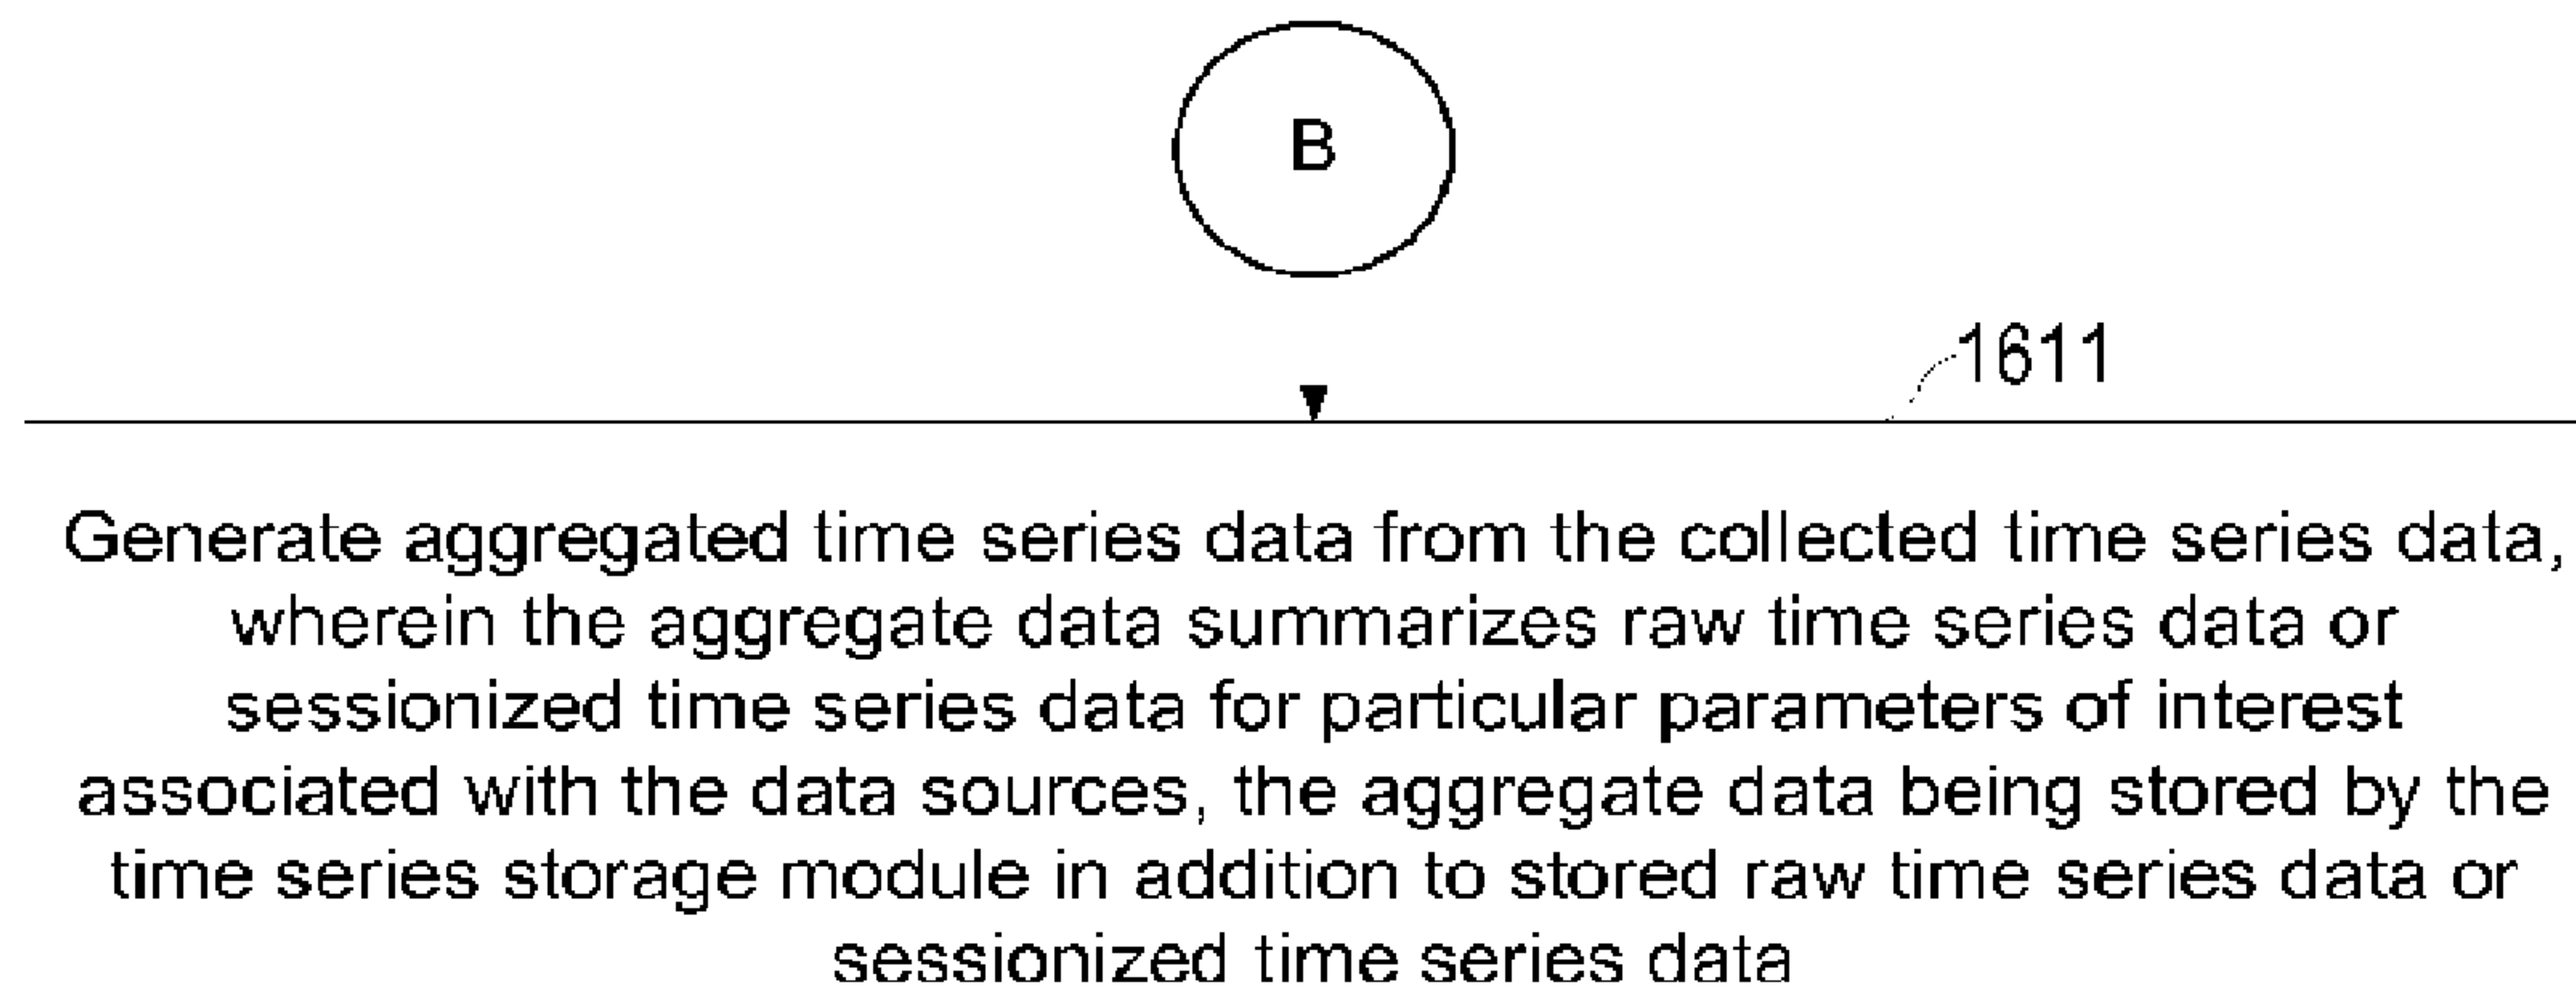 B
1611
Generate aggregated time series data from the collected time series data,
wherein the aggregate data summarizes raw time series data or
sessionized time series data for particular parameters of interest
associated with the data sources, the aggregate data being stored by the
time series storage module in addition to stored raw time series data or
sessionized time series data